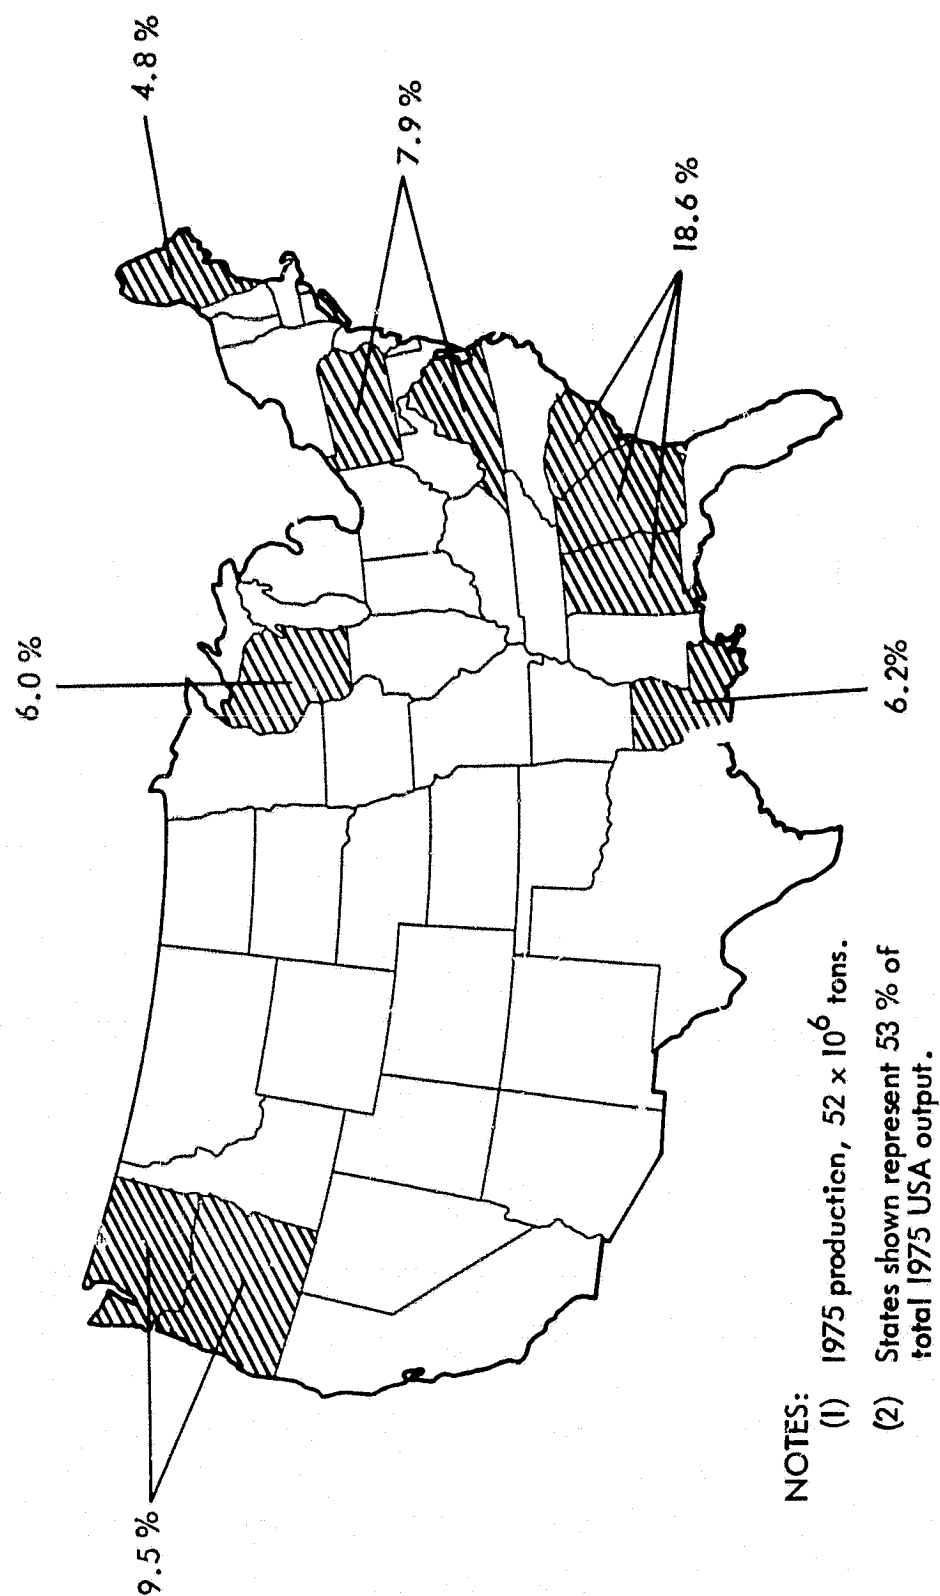 9.5 %
6.0 %
4.8 %
7.9 %
18.6 %
6.2%
NOTES:
(1) 1975 production, 52 x 10⁶ tons.
(2) States shown represent 53 % of
total 1975 USA output.